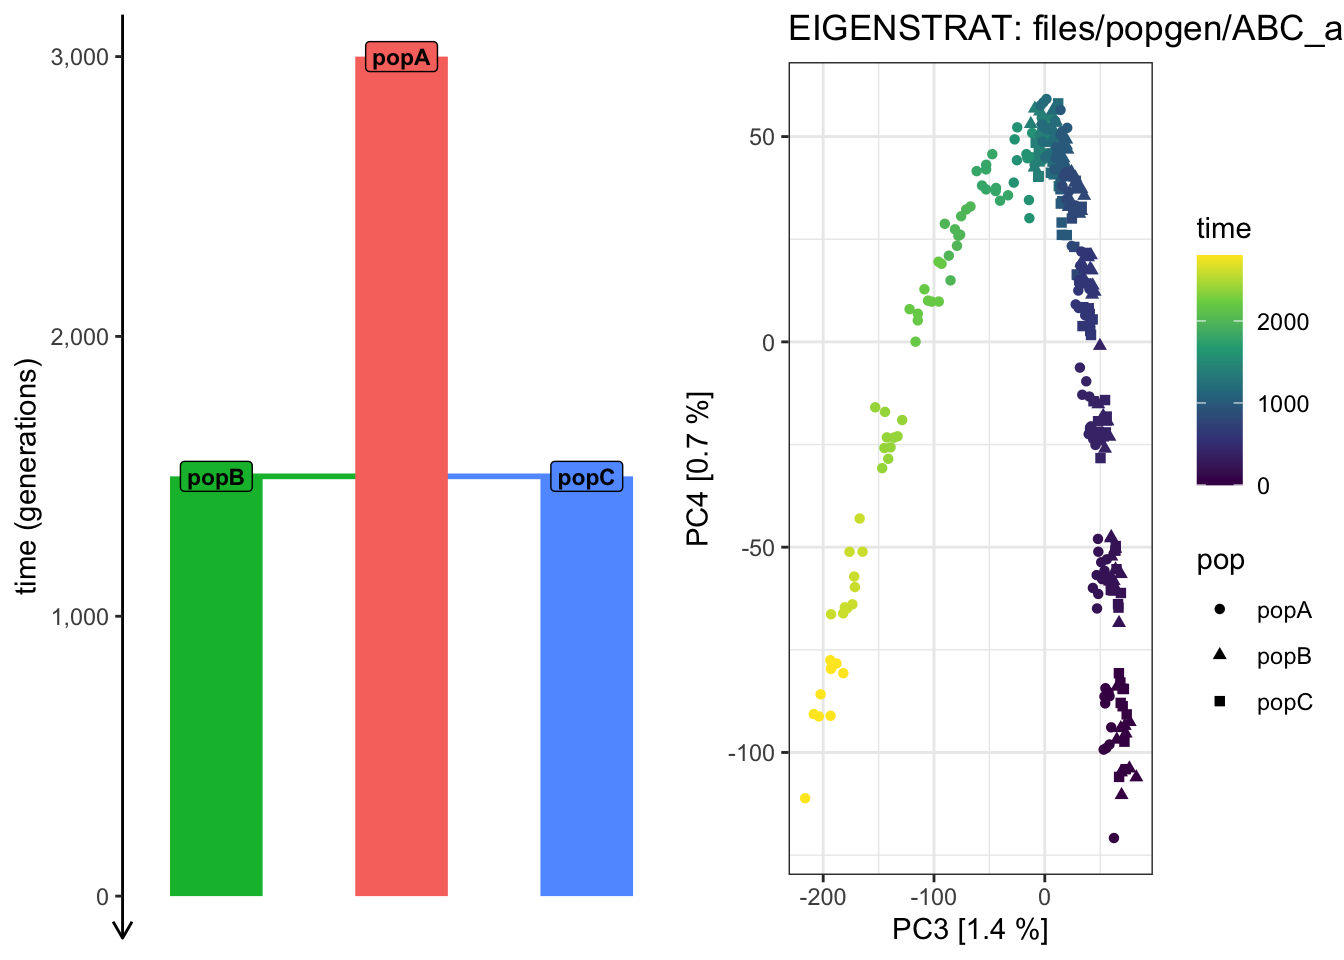 time (generations)
3,000
2,000
1,000
0
popA
popB
popC
EIGENSTRAT: files/popgen/ABC_a
PC4 [0.7 %]
50
0
-50
-100
-200
-100
0
PC3 [1.4 %]
time
2000
1000
0
pop
popA
popB
popC